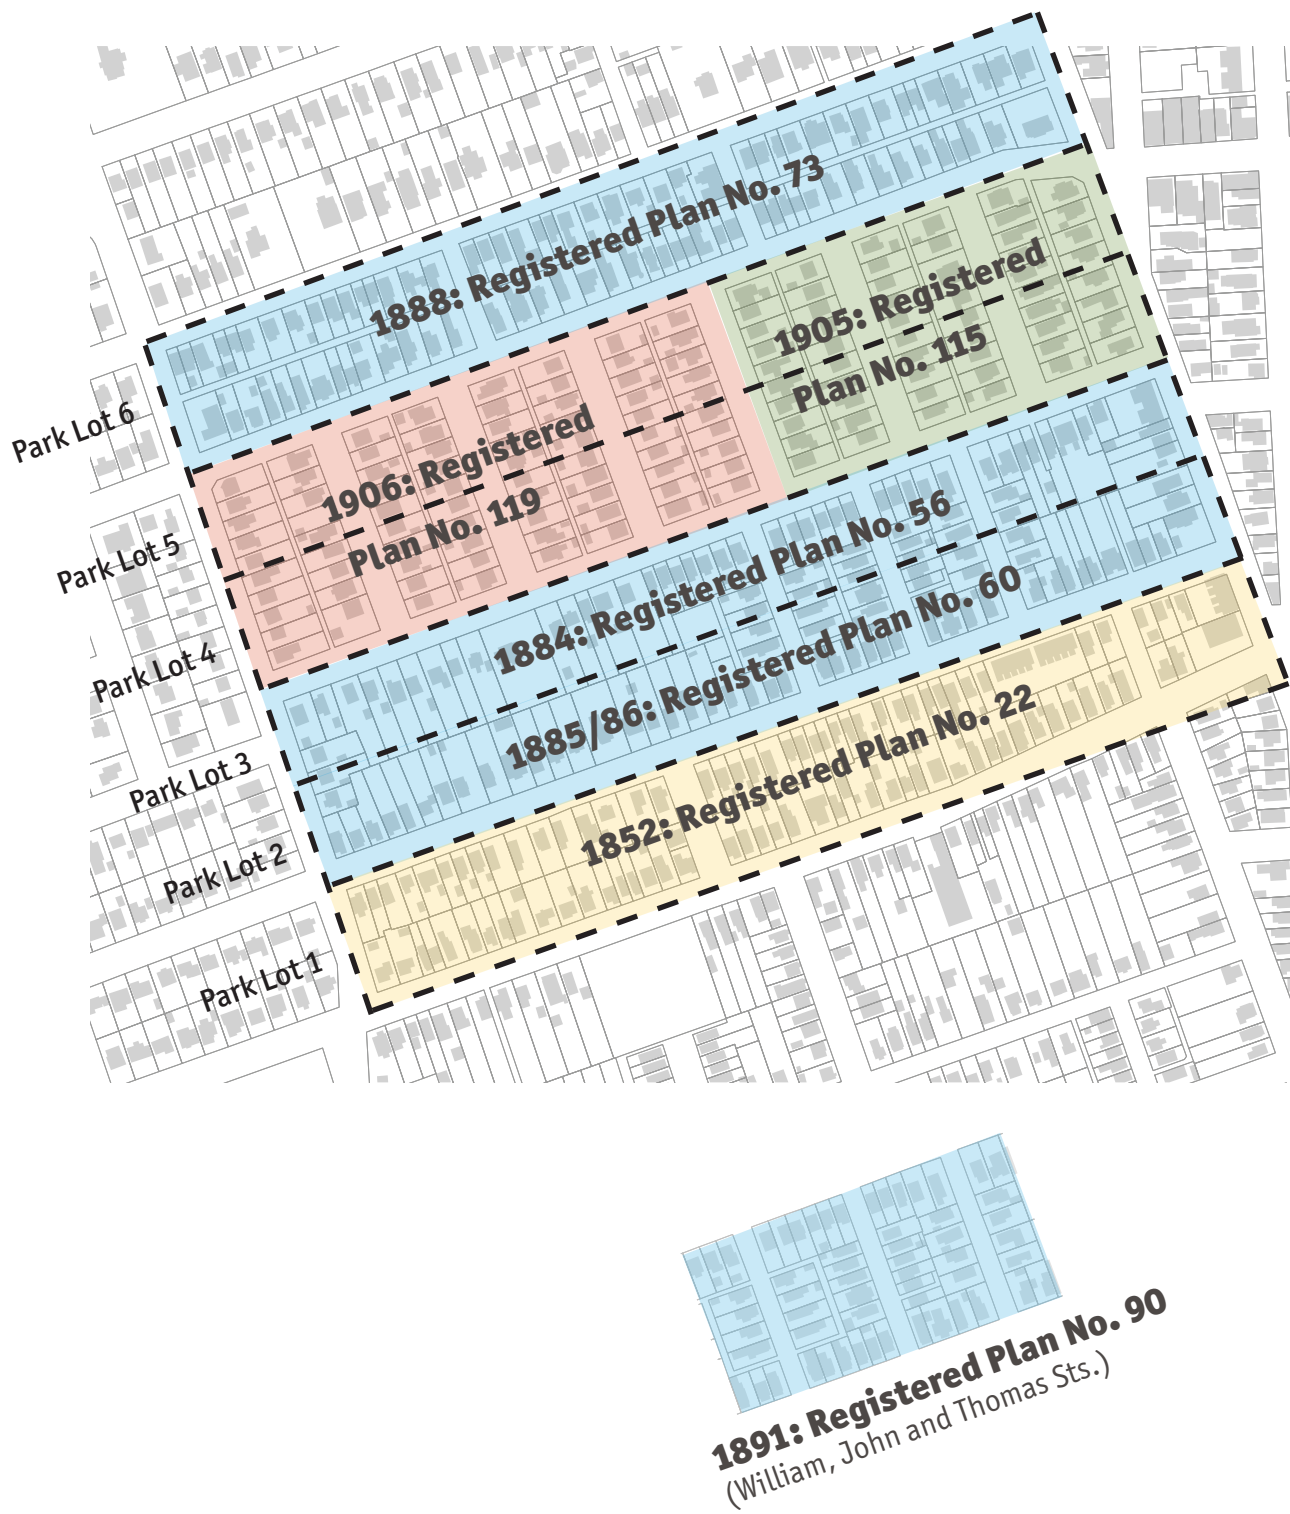 1888: Registered Plan No. 73
1905: Registered
Plan No. 115
Park Lot 6
1906: Registered
Plan No. 119
Park Lot 5
1884: Registered Plan No. 56
Park Lot 4
1885/86: Registered Plan No. 60
Park Lot 3
1852: Registered Plan No. 22
Park Lot 2
Park Lot 1
1891: Registered Plan No. 90
(William, John and Thomas Sts.)